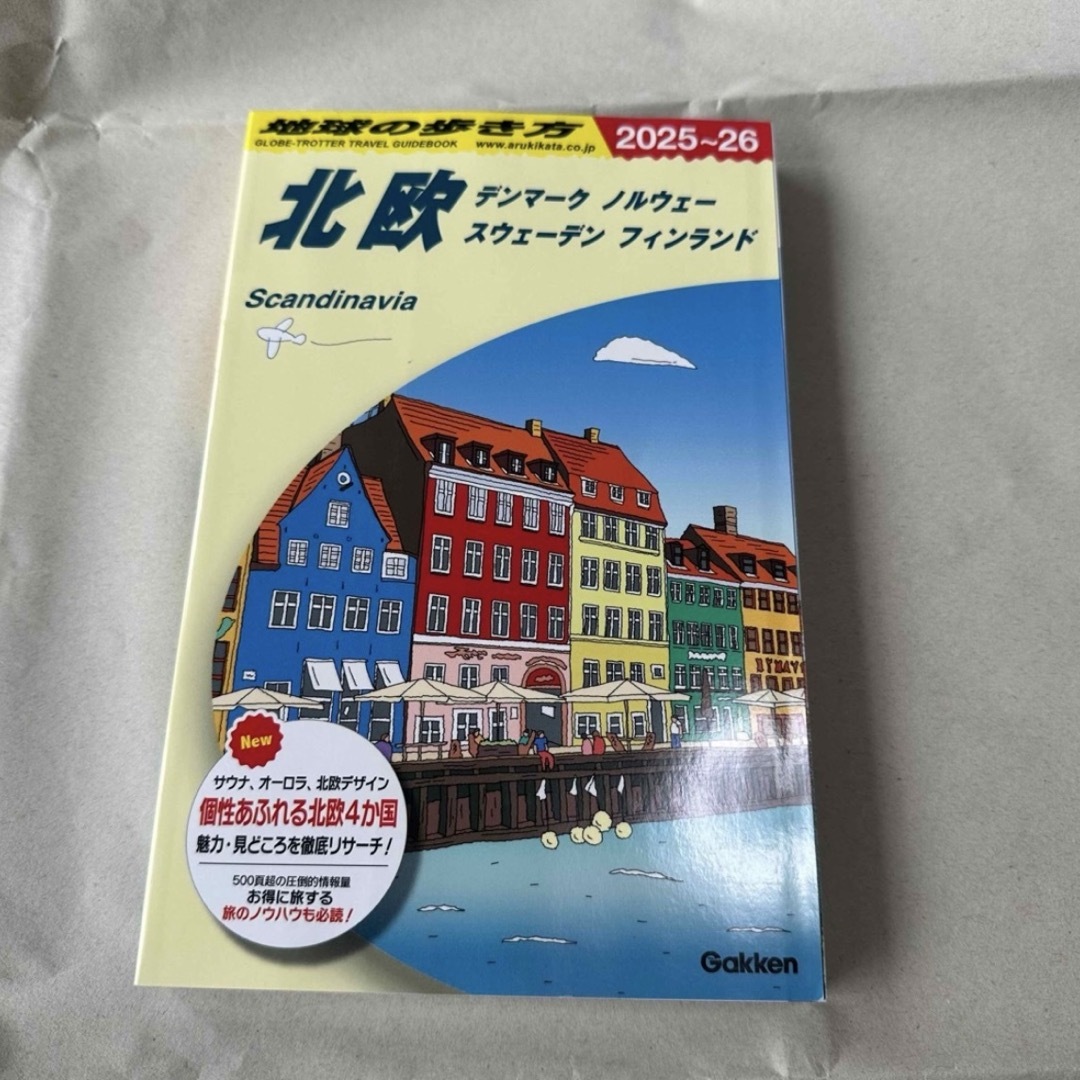 地球の歩き方
GLOBE-TROTTER TRAVEL GUIDEBOOK www.arukikata.co.jp
2025~26
北欧
デンマーク ノルウェー
スウェーデン フィンランド
Scandinavia
New
サウナ、オーロラ、北欧デザイン
個性あふれる北欧4か国
魅力・見どころを徹底リサーチ!
500頁超の圧倒的情報量
お得に旅する
旅のノウハウも必読!
Gakken